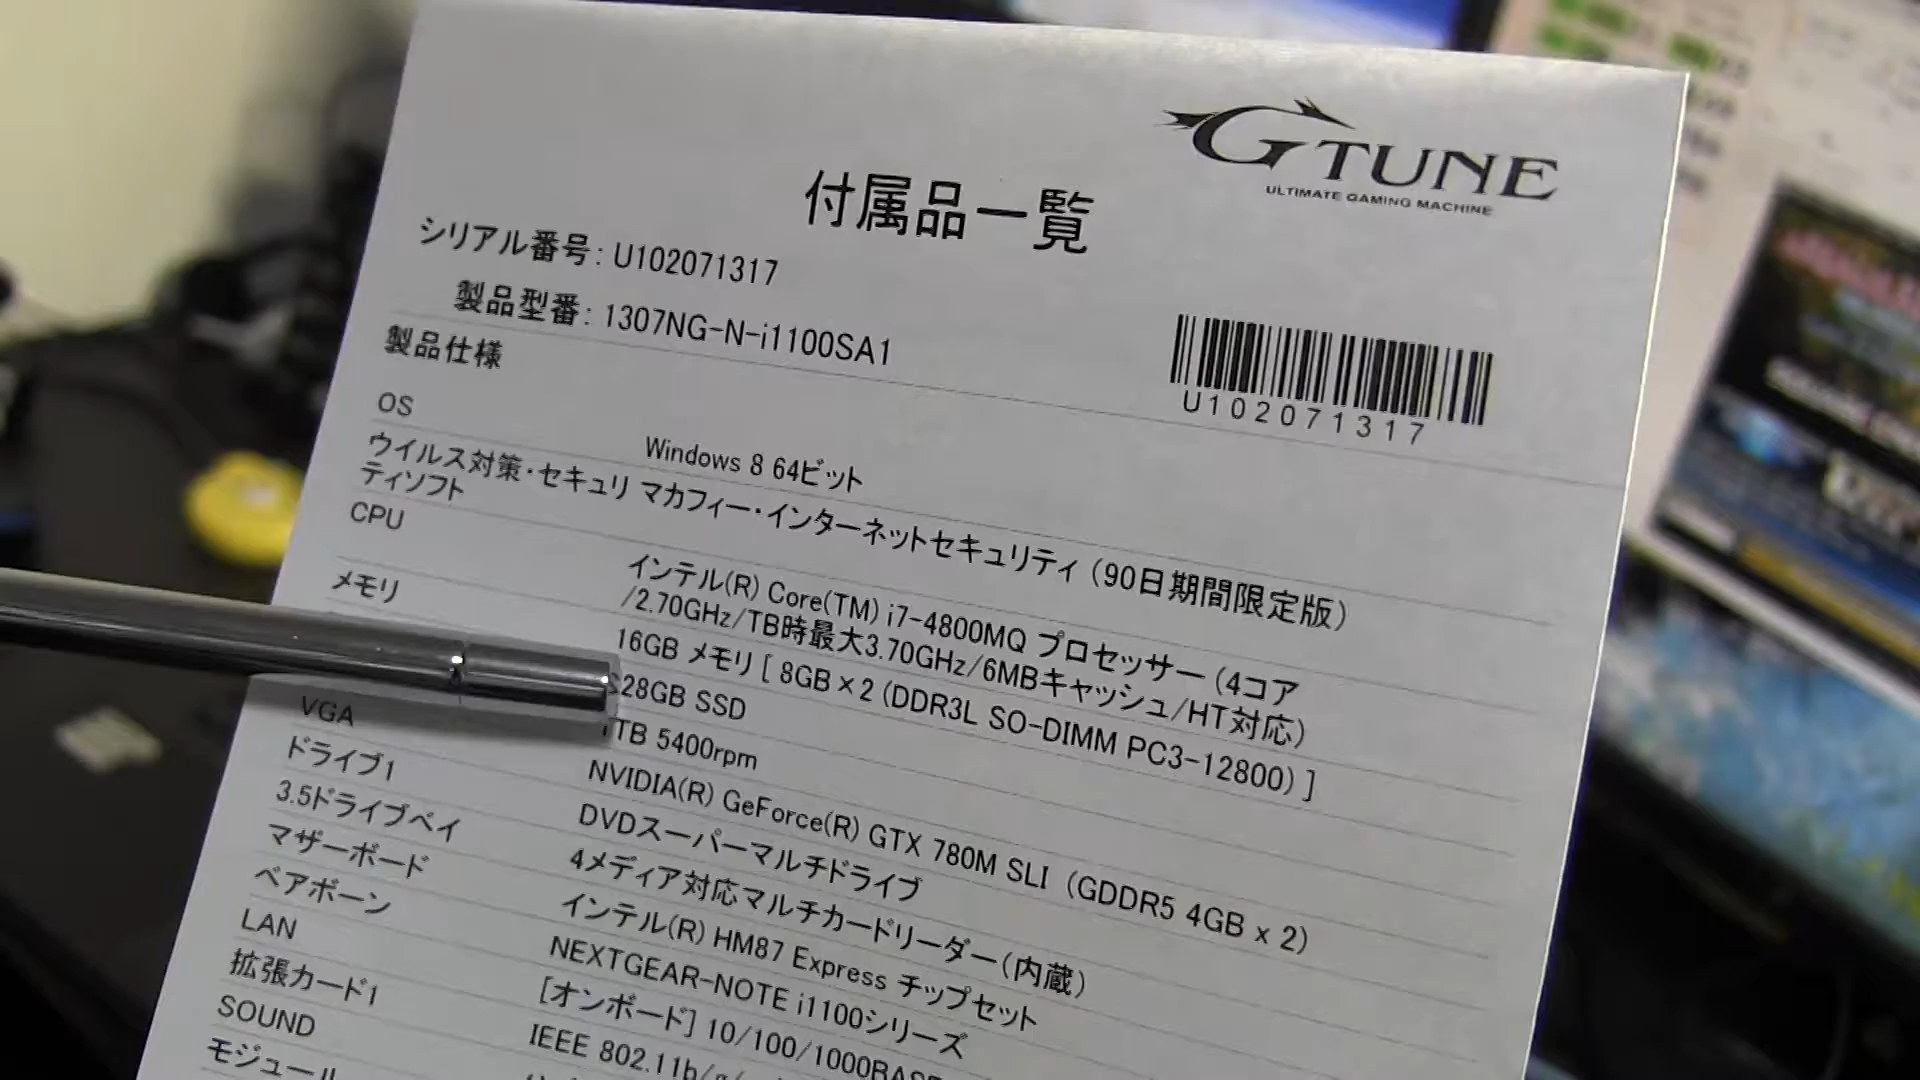 G TUNE
ULTIMATE GAMING MACHINE
付属品一覧
シリアル番号: U102071317
製品型番: 1307NG-N-i1100SA1
U102071317
製品仕様
OS
Windows 8 64ビット
ウイルス対策・セキュリ マカフィー・インターネットセキュリティ (90日期間限定版)
ティソフト
CPU
インテル(R) Core(TM) i7-4800MQ プロセッサー (4コア
/2.70GHz/TB時最大3.70GHz/6MBキャッシュ/HT対応)
メモリ
16GB メモリ [ 8GB×2 (DDR3L SO-DIMM PC3-12800) ]
28GB SSD
TB 5400rpm
VGA
NVIDIA(R) GeForce(R) GTX 780M SLI (GDDR5 4GB x 2)
ドライブ1
DVDスーパーマルチドライブ
3.5ドライブベイ
4メディア対応マルチカードリーダー(内蔵)
マザーボード
インテル(R) HM87 Express チップセット
ベアボーン
NEXTGEAR-NOTE i1100シリーズ
LAN
[オンボード] 10/100/1000BASE
拡張カード1
IEEE 802.11b/g/
SOUND
モジュール